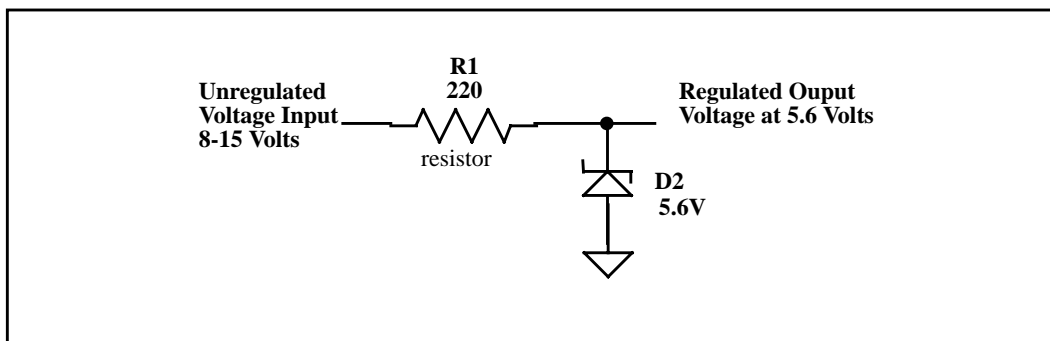 Unregulated
Voltage Input
8-15 Volts
R1
220
resistor
Regulated Ouput
Voltage at 5.6 Volts
D2
5.6V